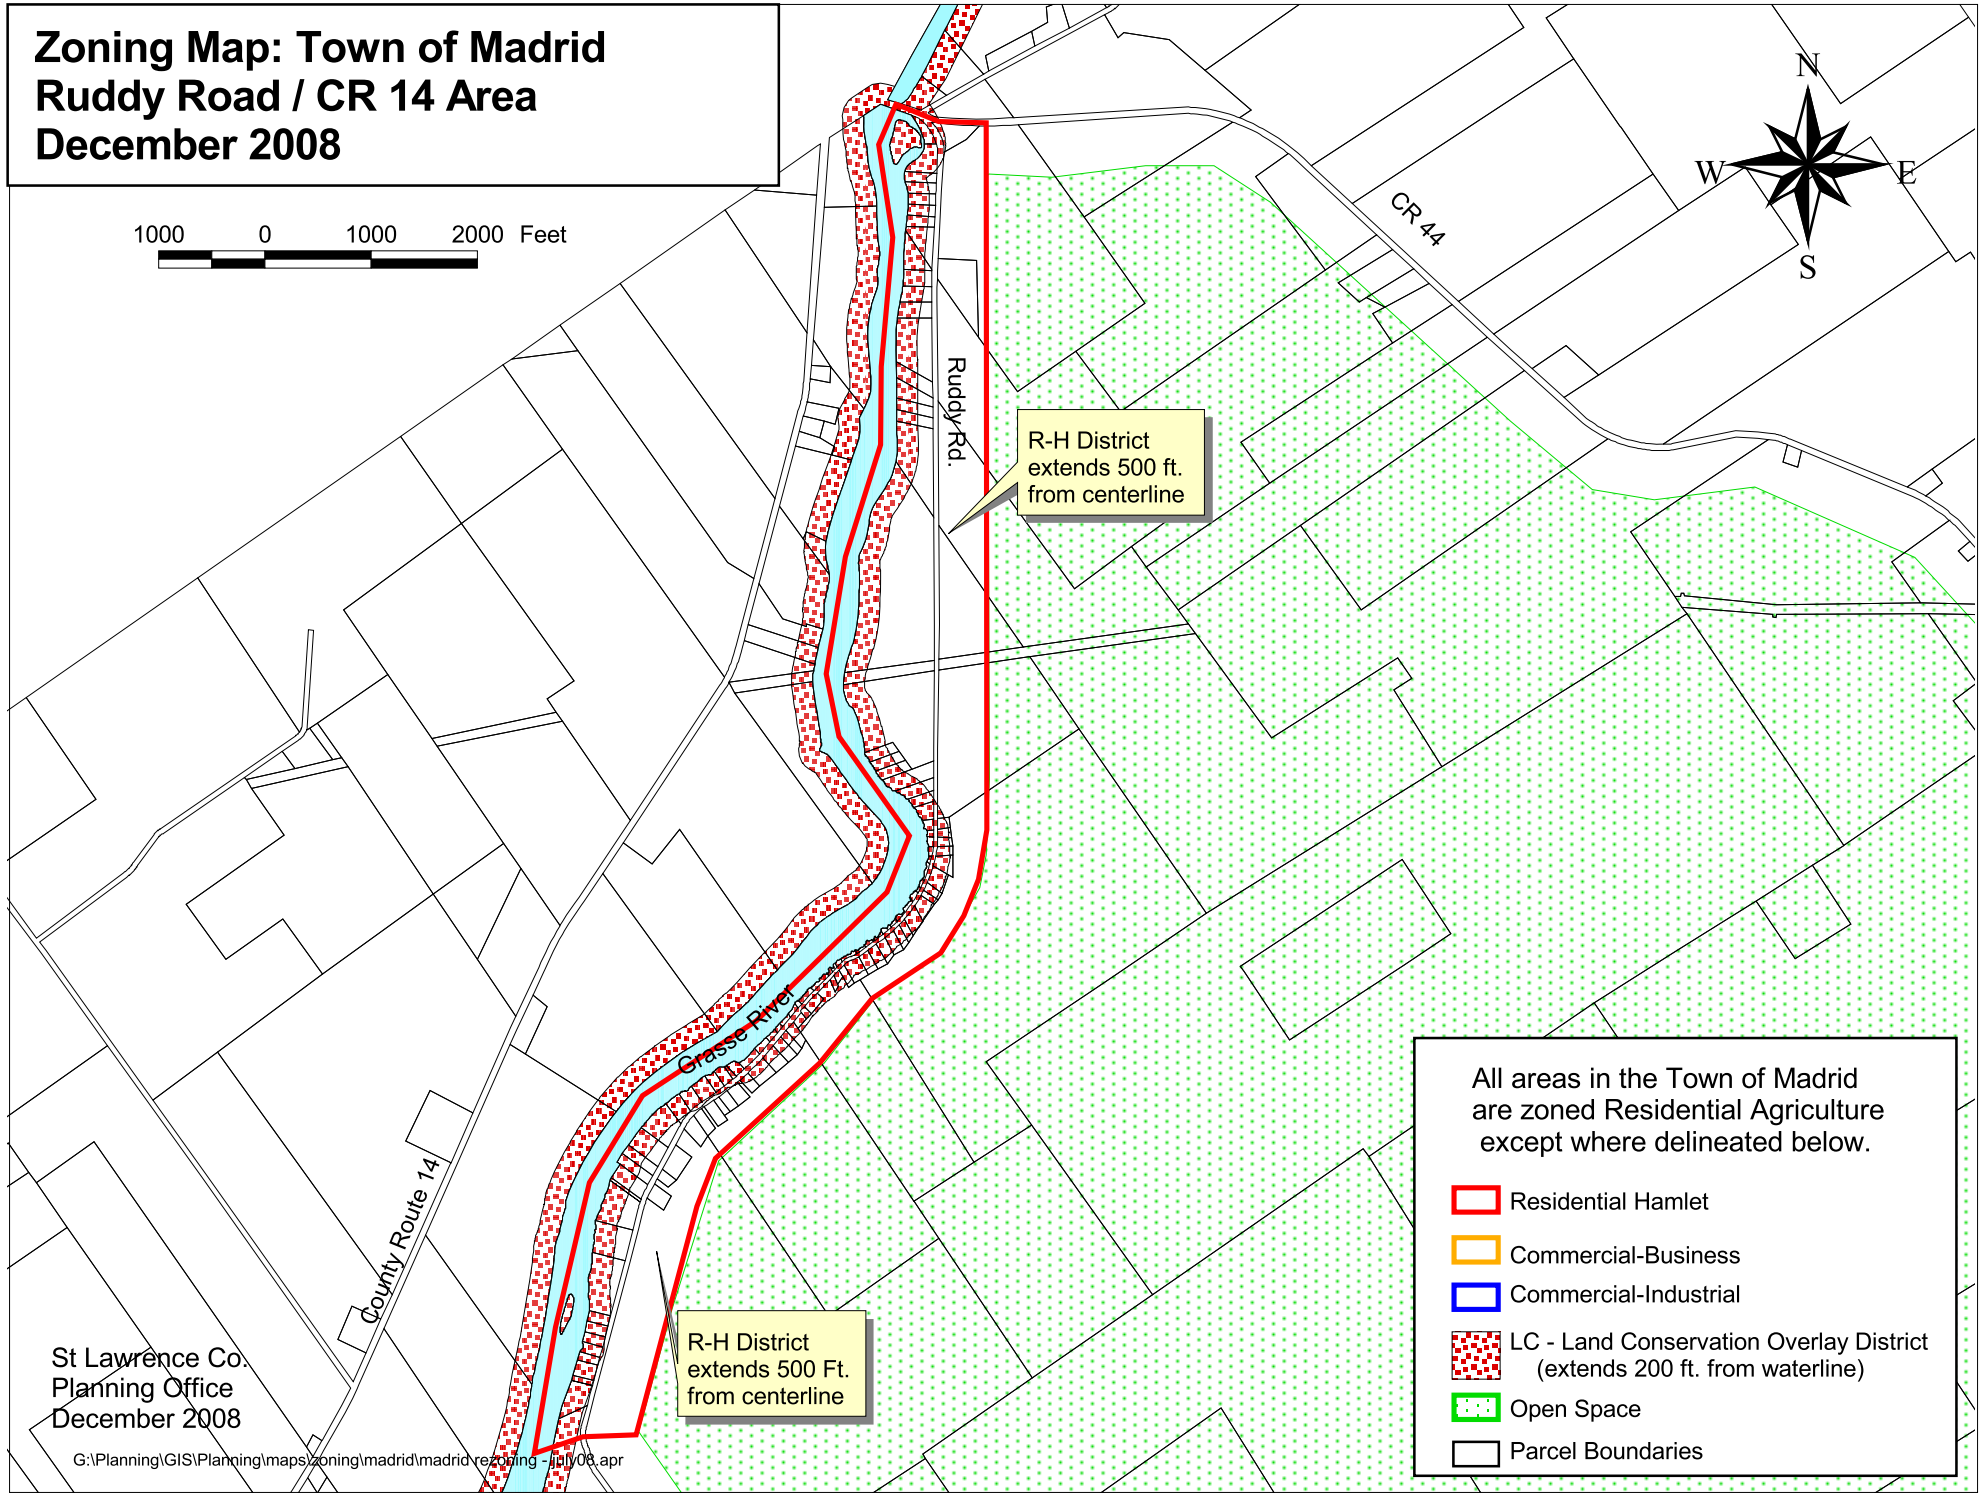 Zoning Map: Town of Madrid
Ruddy Road / CR 14 Area
December 2008
1000 0 1000 2000 Feet
N
W E
S
CR 44
Ruddy Rd.
R-H District
extends 500 ft.
from centerline
Grasse River
County Route 14
R-H District
extends 500 Ft.
from centerline
All areas in the Town of Madrid
are zoned Residential Agriculture
except where delineated below.
Residential Hamlet
Commercial-Business
Commercial-Industrial
LC - Land Conservation Overlay District
(extends 200 ft. from waterline)
Open Space
Parcel Boundaries
St Lawrence Co.
Planning Office
December 2008
G:\Planning\GIS\Planning\maps\zoning\madrid\madrid rezoning - july08.apr